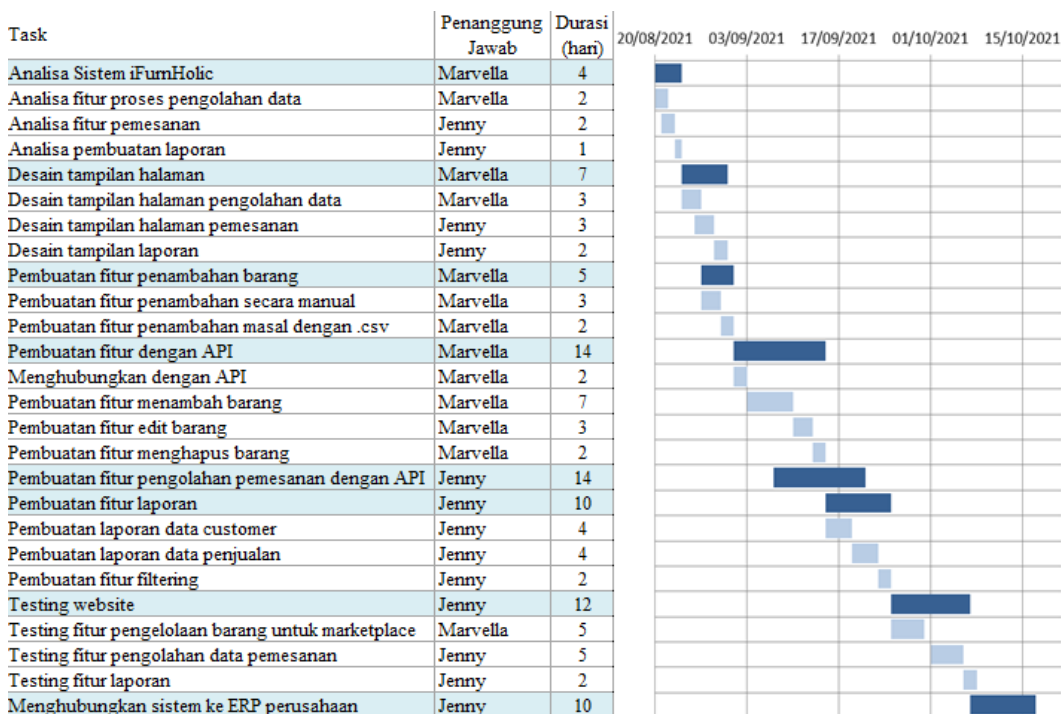 Task Penanggung Jawab Durasi (hari) 20/08/2021 03/09/2021 17/09/2021 01/10/2021 15/10/2021
Analisa Sistem iFurnHolic Marvella 4
Analisa fitur proses pengolahan data Marvella 2
Analisa fitur pemesanan Jenny 2
Analisa pembuatan laporan Jenny 1
Desain tampilan halaman Marvella 7
Desain tampilan halaman pengolahan data Marvella 3
Desain tampilan halaman pemesanan Jenny 3
Desain tampilan laporan Jenny 2
Pembuatan fitur penambahan barang Marvella 5
Pembuatan fitur penambahan secara manual Marvella 3
Pembuatan fitur penambahan masal dengan .csv Marvella 2
Pembuatan fitur dengan API Marvella 14
Menghubungkan dengan API Marvella 2
Pembuatan fitur menambah barang Marvella 7
Pembuatan fitur edit barang Marvella 3
Pembuatan fitur menghapus barang Marvella 2
Pembuatan fitur pengolahan pemesanan dengan API Jenny 14
Pembuatan fitur laporan Jenny 10
Pembuatan laporan data customer Jenny 4
Pembuatan laporan data penjualan Jenny 4
Pembuatan fitur filtering Jenny 2
Testing website Jenny 12
Testing fitur pengelolaan barang untuk marketplace Marvella 5
Testing fitur pengolahan data pemesanan Jenny 5
Testing fitur laporan Jenny 2
Menghubungkan sistem ke ERP perusahaan Jenny 10